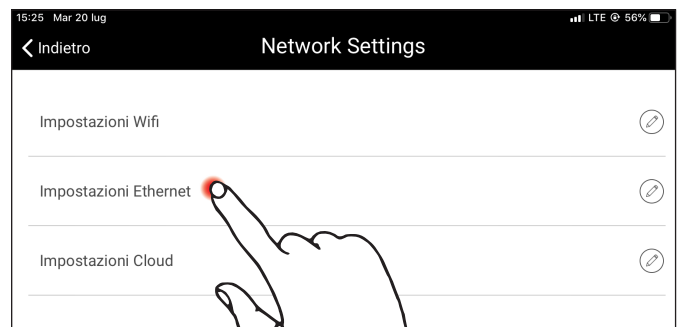 15:25 Mar 20 lug LTE 56%
Indietro Network Settings
Impostazioni Wifi
Impostazioni Ethernet
Impostazioni Cloud